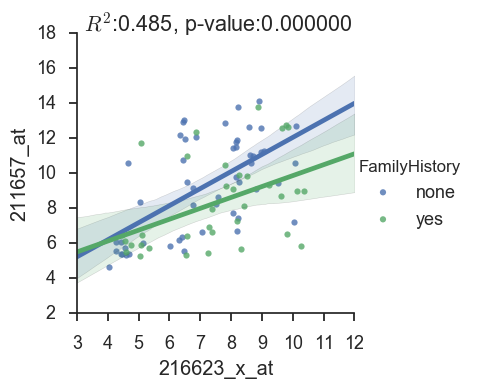 R²:0.485, p-value:0.000000
18
16
14
12
10
8
6
4
2
211657_at
3 4 5 6 7 8 9 10 11 12
216623_x_at
FamilyHistory
none
yes